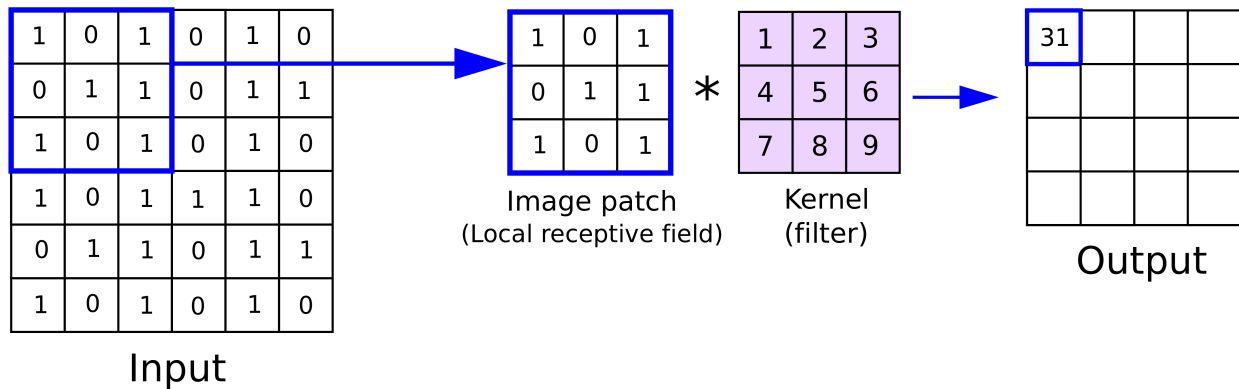 1 0 1 0 1 0
0 1 1 0 1 1
1 0 1 0 1 0
1 0 1 1 1 0
0 1 1 0 1 1
1 0 1 0 1 0
Input
1 0 1
0 1 1
1 0 1
Image patch
(Local receptive field)
*
1 2 3
4 5 6
7 8 9
Kernel
(filter)
31
Output